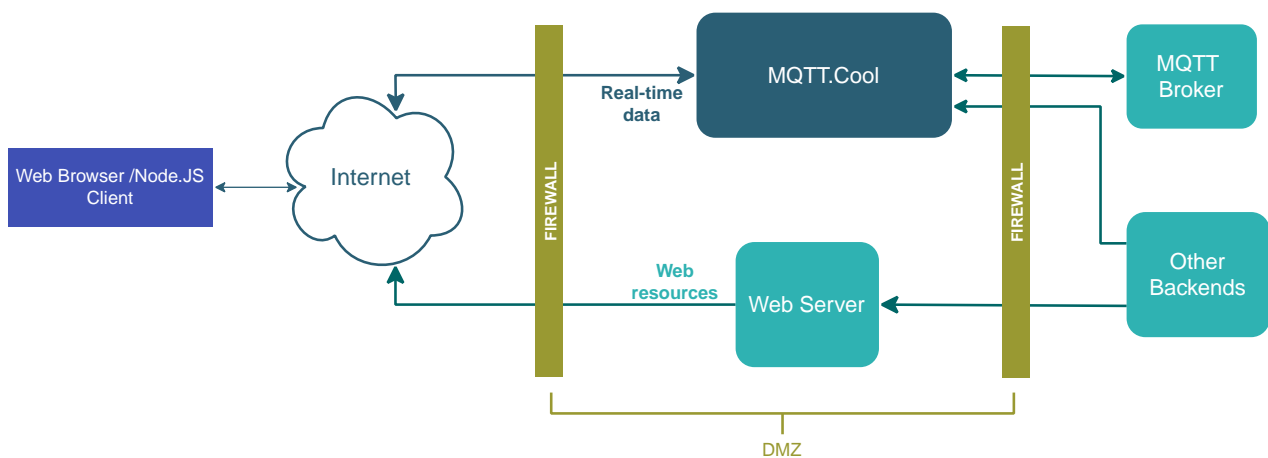 MQTT.Cool
MQTT
Broker
Real-time
data
Web Browser /Node.JS
Client
Internet
FIREWALL
FIREWALL
Web
resources
Web Server
Other
Backends
DMZ